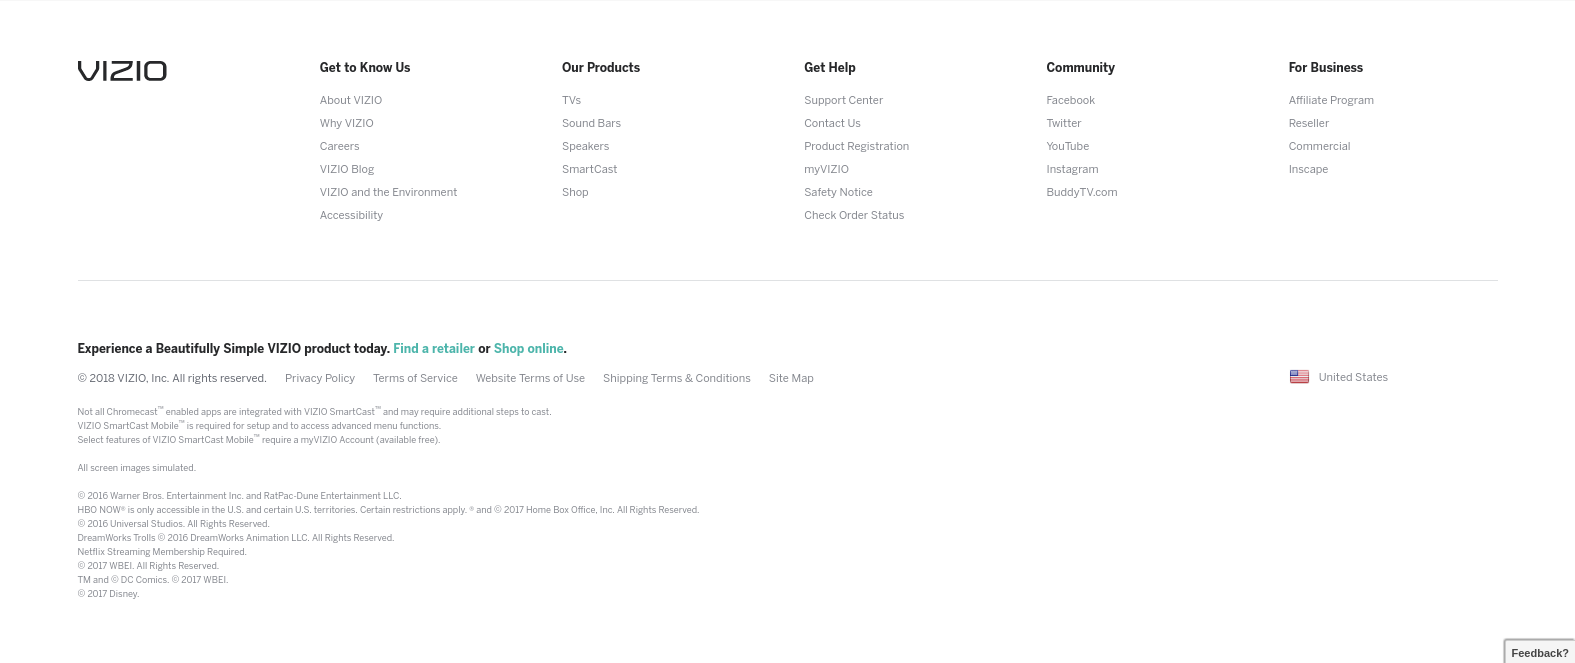 VIZIO
Get to Know Us
About VIZIO
Why VIZIO
Careers
VIZIO Blog
VIZIO and the Environment
Accessibility
Our Products
TVs
Sound Bars
Speakers
SmartCast
Shop
Get Help
Support Center
Contact Us
Product Registration
myVIZIO
Safety Notice
Check Order Status
Community
Facebook
Twitter
YouTube
Instagram
BuddyTV.com
For Business
Affiliate Program
Reseller
Commercial
Inscape
Experience a Beautifully Simple VIZIO product today. Find a retailer or Shop online.
© 2018 VIZIO, Inc. All rights reserved. Privacy Policy Terms of Service Website Terms of Use Shipping Terms & Conditions Site Map
United States
Not all Chromecast™ enabled apps are integrated with VIZIO SmartCast™ and may require additional steps to cast.
VIZIO SmartCast Mobile™ is required for setup and to access advanced menu functions.
Select features of VIZIO SmartCast Mobile™ require a myVIZIO Account (available free).
All screen images simulated.
© 2016 Warner Bros. Entertainment Inc. and RatPac-Dune Entertainment LLC.
HBO NOW® is only accessible in the U.S. and certain U.S. territories. Certain restrictions apply. ® and © 2017 Home Box Office, Inc. All Rights Reserved.
© 2016 Universal Studios. All Rights Reserved.
DreamWorks Trolls © 2016 DreamWorks Animation LLC. All Rights Reserved.
Netflix Streaming Membership Required.
© 2017 WBEI. All Rights Reserved.
TM and © DC Comics. © 2017 WBEI.
© 2017 Disney.
Feedback?